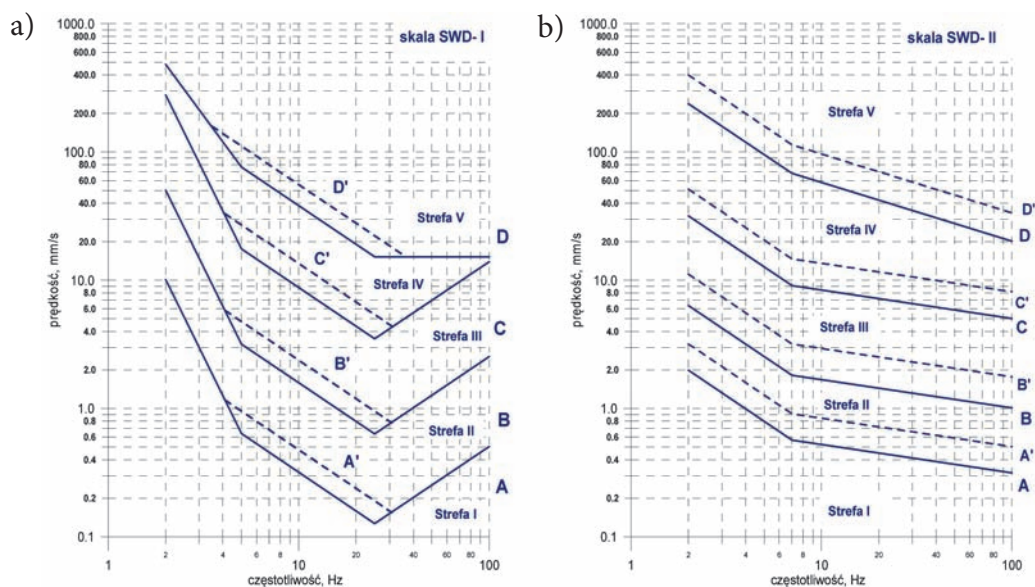 a)
skala SWD- I
prędkość, mm/s
1000.0
800.0
600.0
400.0
200.0
100.0
80.0
60.0
40.0
20.0
10.0
8.0
6.0
4.0
2.0
1.0
0.8
0.6
0.4
0.2
0.1
D'
Strefa V
D
C'
Strefa IV
Strefa III
C
B'
B
Strefa II
A'
A
Strefa I
1 2 4 6 8 10 20 40 60 80 100
częstotliwość, Hz
b)
skala SWD- II
prędkość, mm/s
1000.0
800.0
600.0
400.0
200.0
100.0
80.0
60.0
40.0
20.0
10.0
8.0
6.0
4.0
2.0
1.0
0.8
0.6
0.4
0.2
0.1
Strefa V
D'
Strefa IV
D
C'
Strefa III
C
B'
Strefa II
B
A'
A
Strefa I
1 2 4 6 8 10 20 40 60 80 100
częstotliwość, Hz